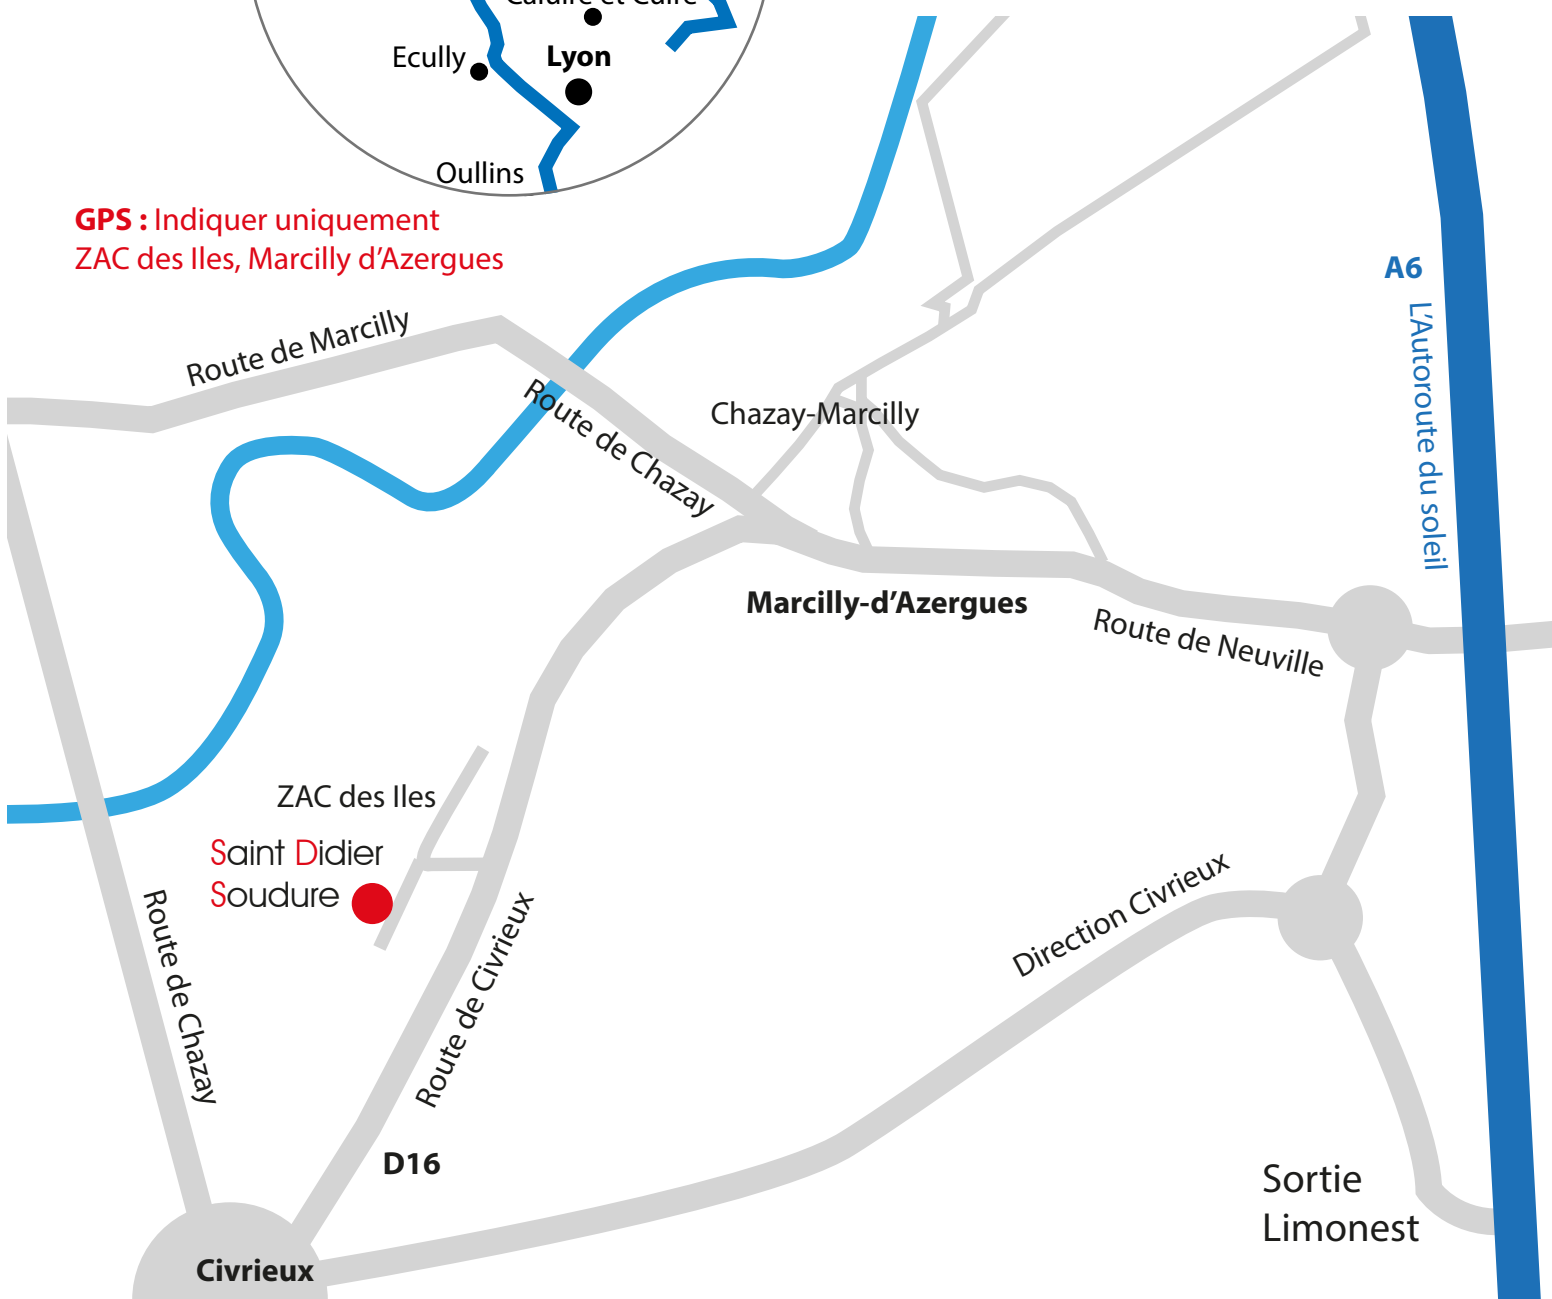 Ecully
Lyon
Oullins
GPS : Indiquer uniquement
ZAC des Iles, Marcilly d'Azergues
A6
L'Autoroute du soleil
Route de Marcilly
Route de Chazay
Chazay-Marcilly
Marcilly-d'Azergues
Route de Neuville
ZAC des Iles
Saint Didier
Soudure
Route de Chazay
Route de Civrieux
Direction Civrieux
D16
Sortie
Limonest
Civrieux